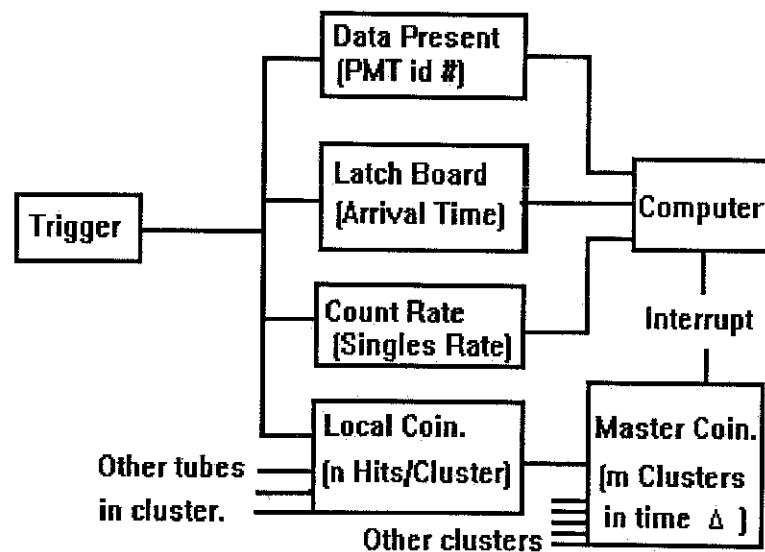 Data Present
(PMT id #)
Latch Board
(Arrival Time)
Trigger
Computer
Count Rate
(Singles Rate)
Interrupt
Local Coin.
(n Hits/Cluster)
Master Coin.
(m Clusters
in time Δ )
Other tubes
in cluster.
Other clusters